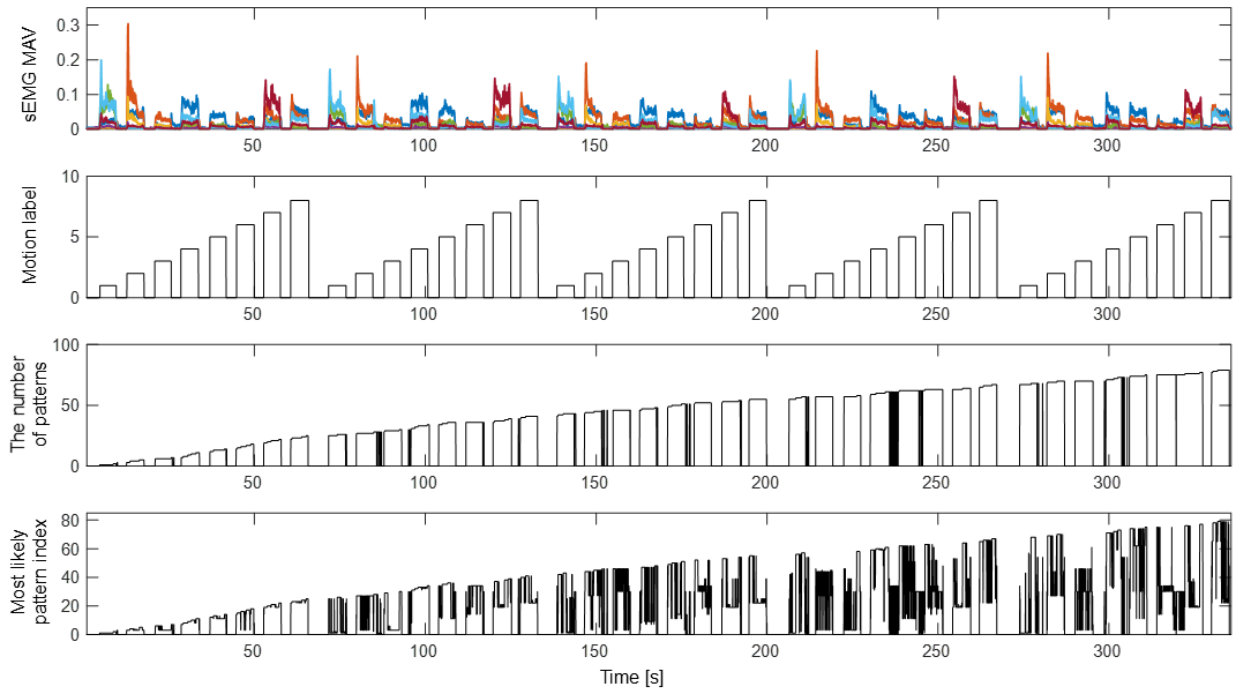 sEMG MAV
0.3
0.2
0.1
0
50 100 150 200 250 300
Motion label
10
5
0
50 100 150 200 250 300
The number
of patterns
100
50
0
50 100 150 200 250 300
Most likely
pattern index
80
60
40
20
0
50 100 150 200 250 300
Time [s]